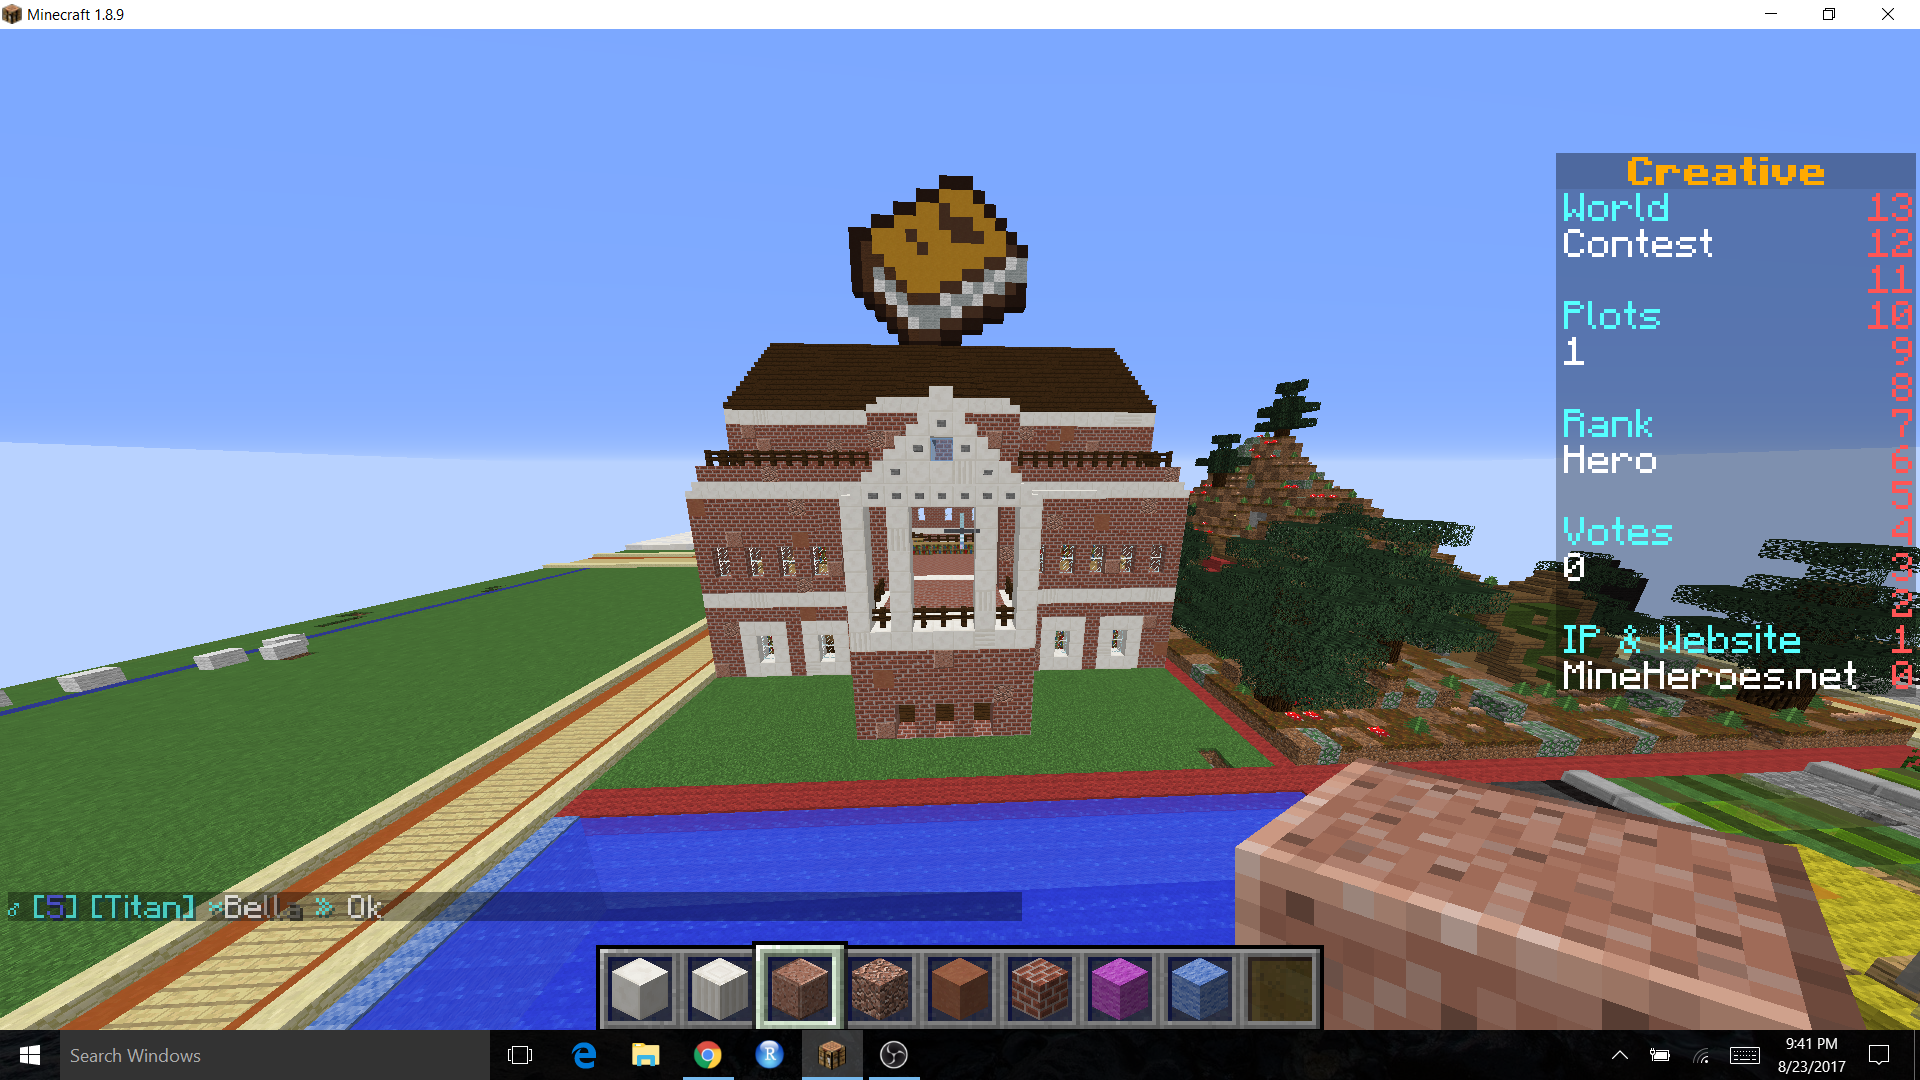 Minecraft 1.8.9
Creative
World 13
Contest 12
11
Plots 10
1 9
8
Rank 7
Hero 6
5
Votes 4
0 3
2
IP & Website 1
MineHeroes.net 0
♂ [5] [Titan] Bella » Ok
Search Windows
R
9:41 PM
8/23/2017